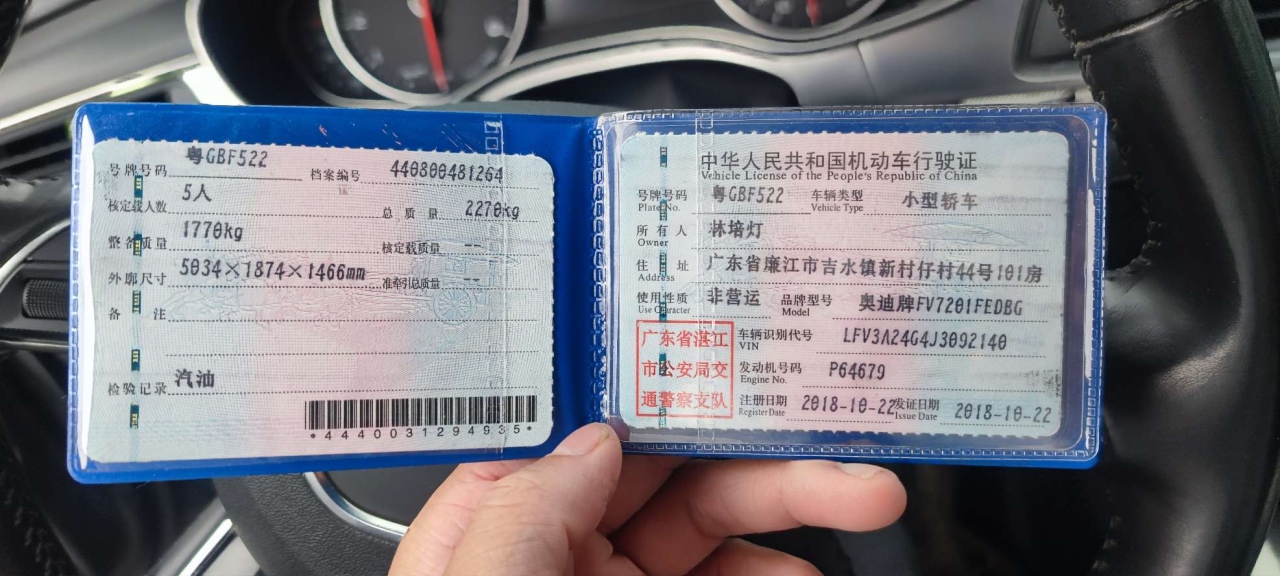 号牌号码 粤GBF522 档案编号 440800481264
核定载人数 5人 总质量 2270kg
整备质量 1770kg 核定载质量 --
外廓尺寸 5034×1874×1466mm 准牵引总质量 --
备注
检验记录 汽油
*4440031294935*
中华人民共和国机动车行驶证
Vehicle License of the People's Republic of China
号牌号码 粤GBF522 车辆类型 小型轿车
Plate No. Vehicle Type
所有人 林培灯
Owner
住址 广东省廉江市吉水镇新村仔村44号101房
Address
使用性质 非营运 品牌型号 奥迪牌FV7201FEDBG
Use Character Model
广东省湛江
市公安局交
通警察支队
车辆识别代号 LFV3A24G4J3092140
VIN
发动机号码 P64679
Engine No.
注册日期 2018-10-22 发证日期 2018-10-22
Register Date Issue Date